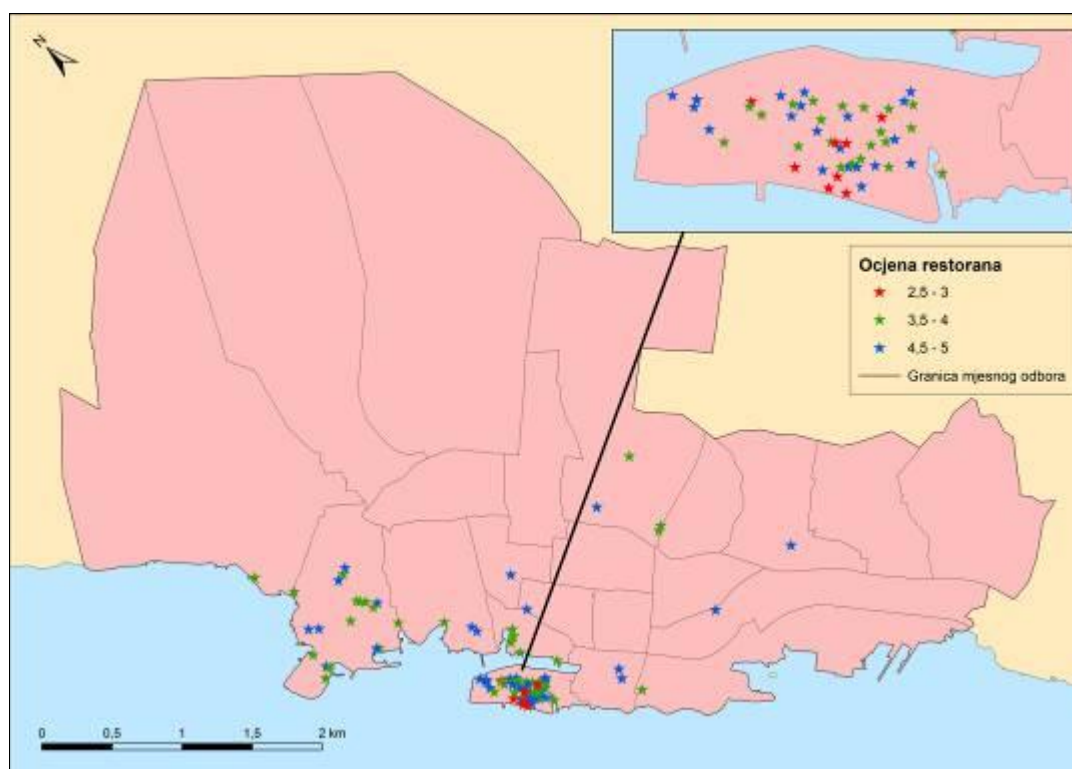 N
Ocjena restorana
2,5 - 3
3,5 - 4
4,5 - 5
Granica mjesnog odbora
0 0,5 1 1,5 2 km